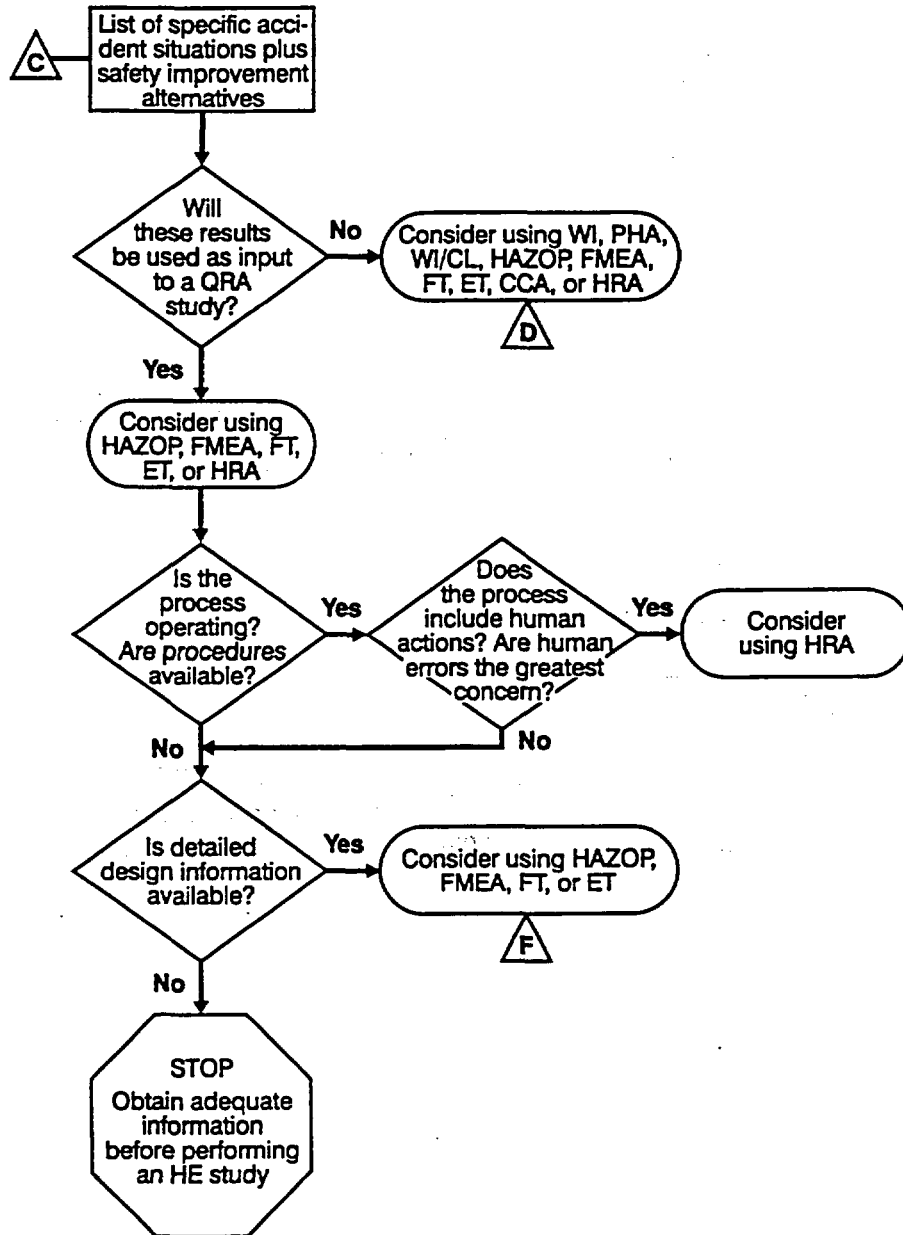 C
List of specific acci-
dent situations plus
safety improvement
alternatives
Will
these results
be used as input
to a QRA
study?
No
Consider using WI, PHA,
WI/CL, HAZOP, FMEA,
FT, ET, CCA, or HRA
D
Yes
Consider using
HAZOP, FMEA, FT,
ET, or HRA
Is the
process
operating?
Are procedures
available?
Yes
Does
the process
include human
actions? Are human
errors the greatest
concern?
Yes
Consider
using HRA
No
No
Is detailed
design information
available?
Yes
Consider using HAZOP,
FMEA, FT, or ET
F
No
STOP
Obtain adequate
information
before performing
an HE study